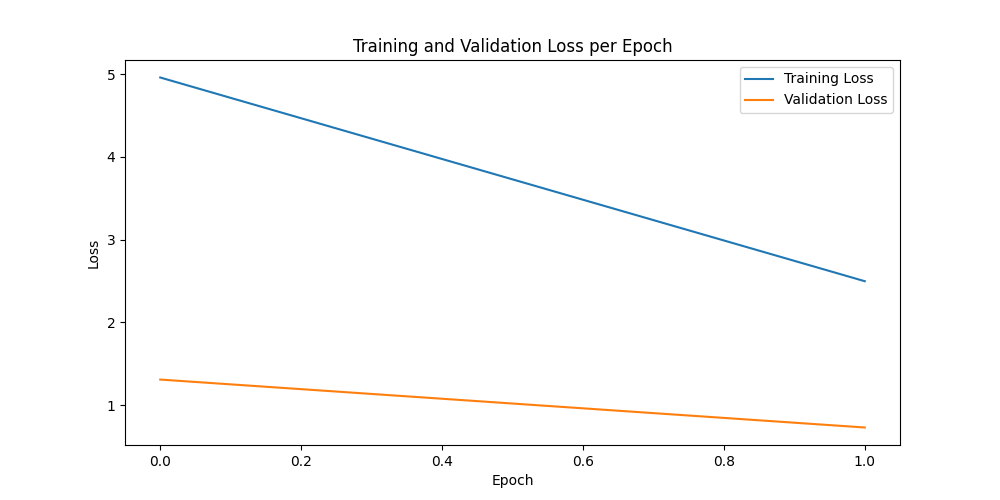 Training and Validation Loss per Epoch
Training Loss
Validation Loss
5
4
3
2
1
Loss
0.0 0.2 0.4 0.6 0.8 1.0
Epoch